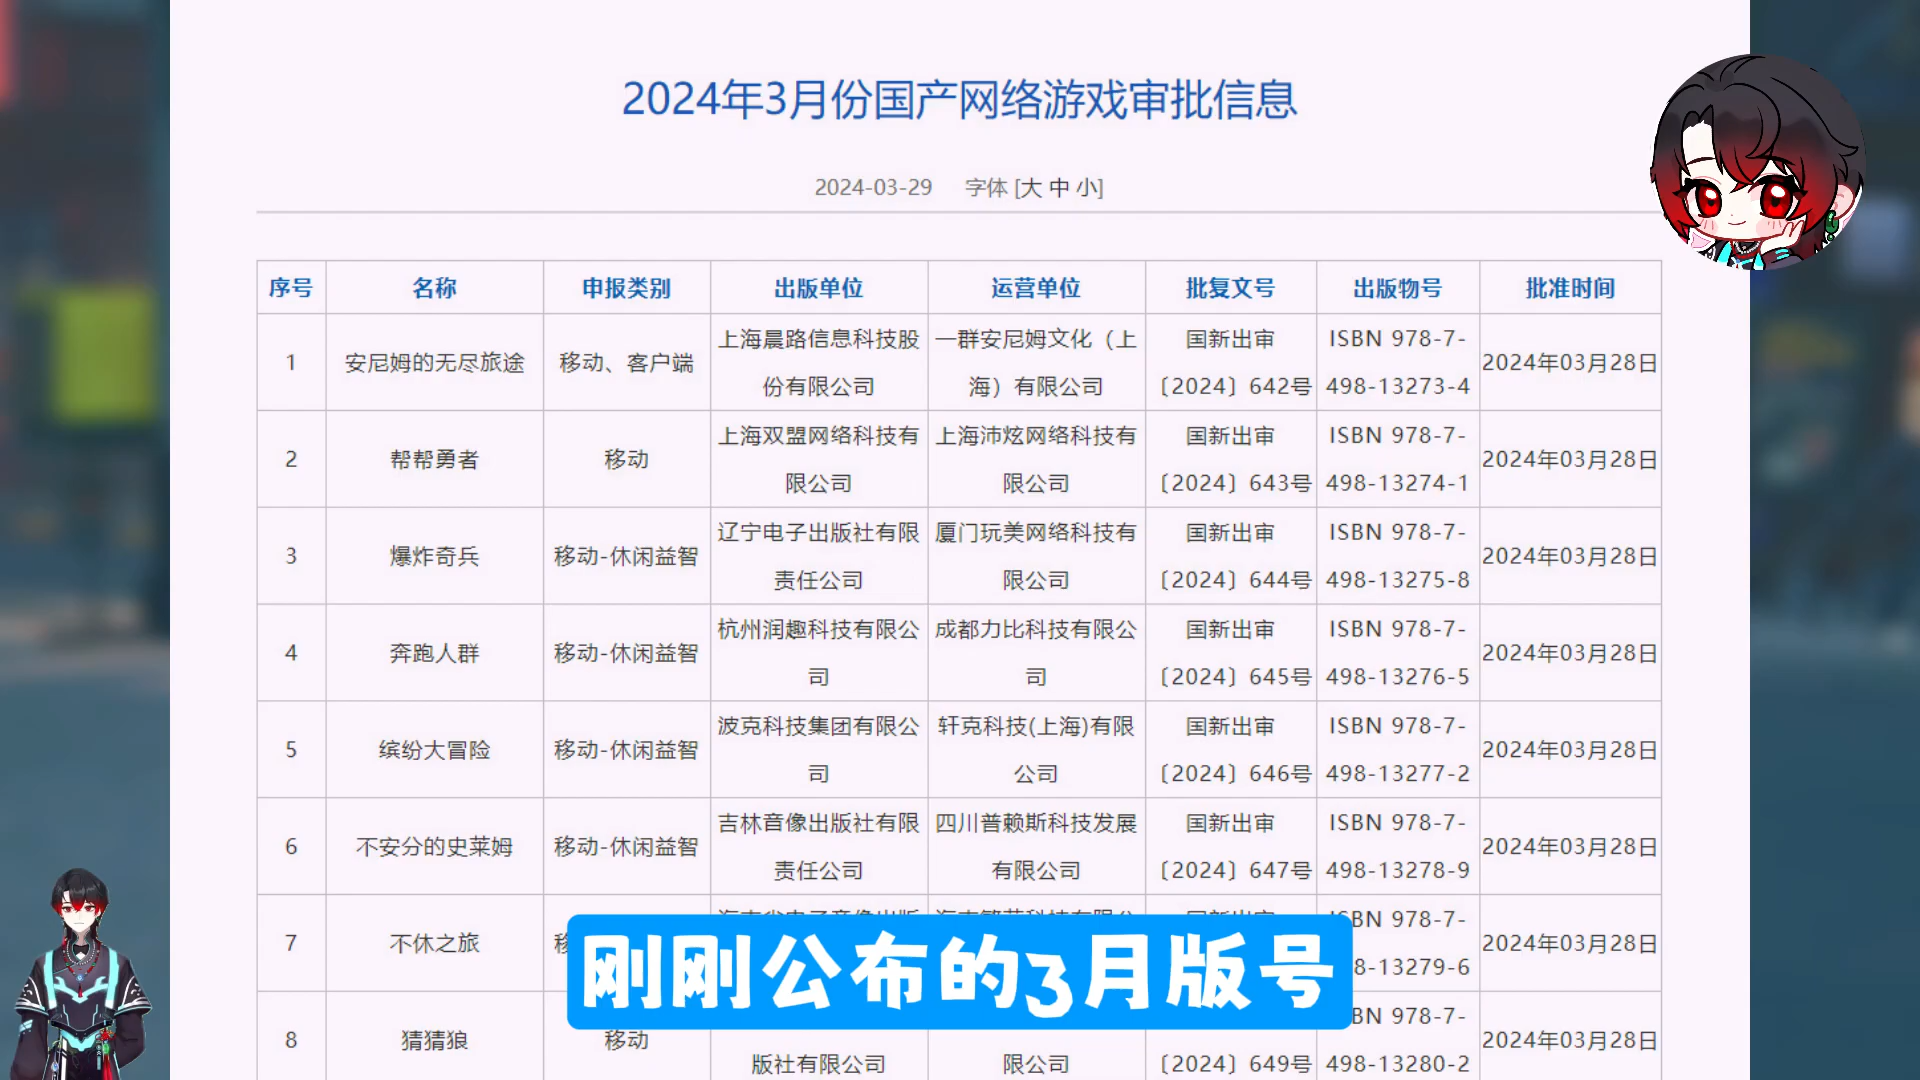 2024年3月份国产网络游戏审批信息
2024-03-29 字体 [大 中 小]
序号 名称 申报类别 出版单位 运营单位 批复文号 出版物号 批准时间
1 安尼姆的无尽旅途 移动、客户端 上海晨路信息科技股份有限公司 一群安尼姆文化（上海）有限公司 国新出审〔2024〕642号 ISBN 978-7-498-13273-4 2024年03月28日
2 帮帮勇者 移动 上海双盟网络科技有限公司 上海沛炫网络科技有限公司 国新出审〔2024〕643号 ISBN 978-7-498-13274-1 2024年03月28日
3 爆炸奇兵 移动-休闲益智 辽宁电子出版社有限责任公司 厦门玩美网络科技有限公司 国新出审〔2024〕644号 ISBN 978-7-498-13275-8 2024年03月28日
4 奔跑人群 移动-休闲益智 杭州润趣科技有限公司 成都力比科技有限公司 国新出审〔2024〕645号 ISBN 978-7-498-13276-5 2024年03月28日
5 缤纷大冒险 移动-休闲益智 波克科技集团有限公司 轩克科技(上海)有限公司 国新出审〔2024〕646号 ISBN 978-7-498-13277-2 2024年03月28日
6 不安分的史莱姆 移动-休闲益智 吉林音像出版社有限责任公司 四川普赖斯科技发展有限公司 国新出审〔2024〕647号 ISBN 978-7-498-13278-9 2024年03月28日
7 不休之旅 978-7- 8-13279-6 2024年03月28日
刚刚公布的3月版号
8 猜猜狼 移动 版社有限公司 限公司 〔2024〕649号 978-7-498-13280-2 2024年03月28日